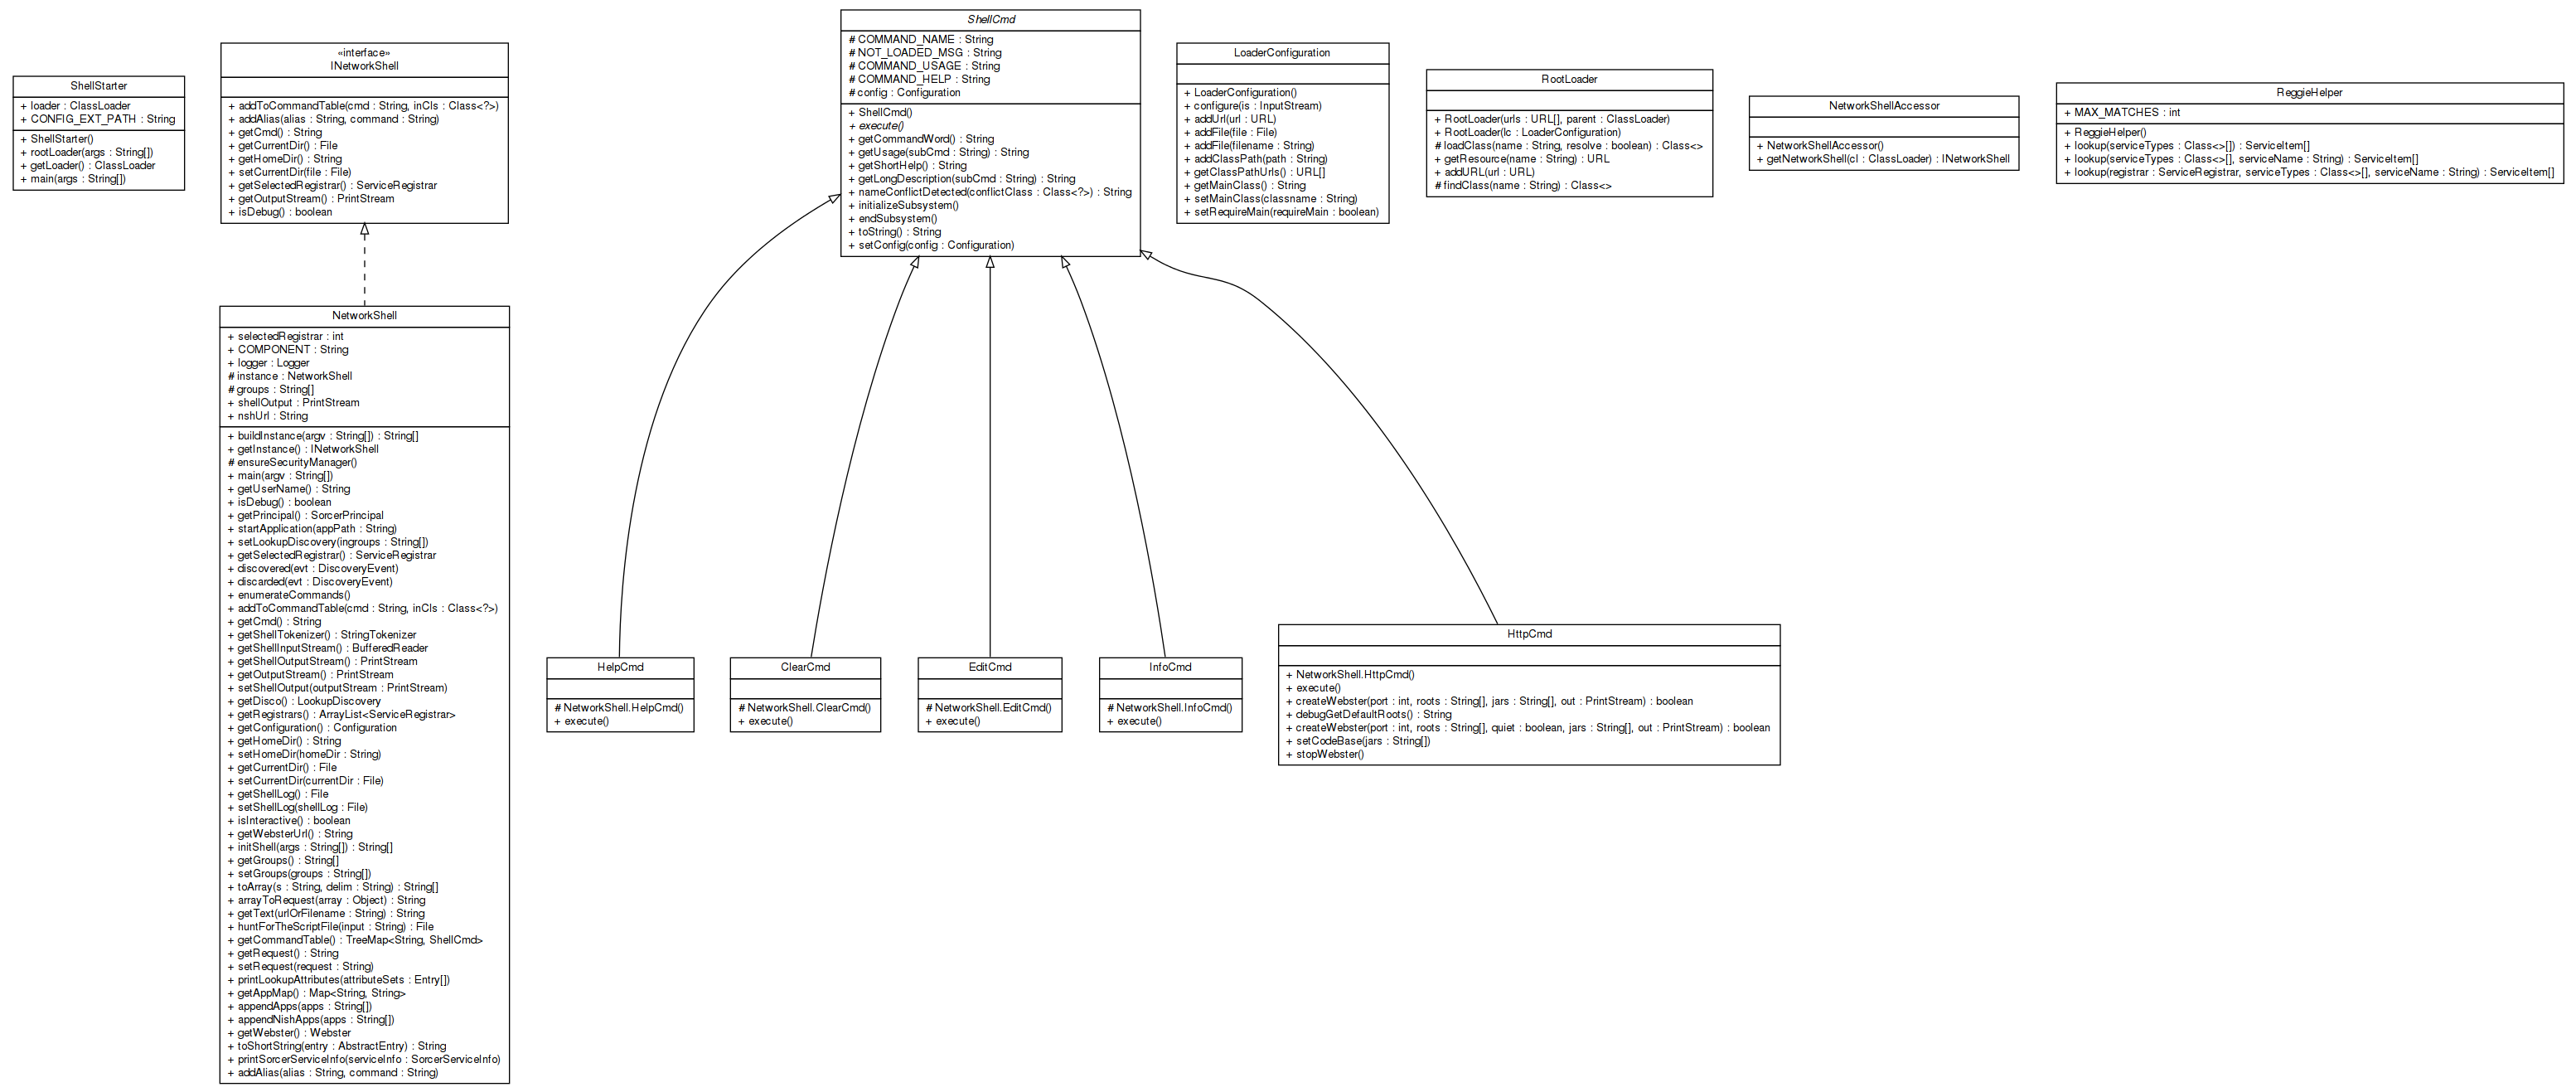 ShellStarter
+ loader : ClassLoader
+ CONFIG_EXT_PATH : String
+ ShellStarter()
+ rootLoader(args : String[])
+ getLoader() : ClassLoader
+ main(args : String[])
«interface»
INetworkShell
+ addToCommandTable(cmd : String, inCls : Class<?>)
+ addAlias(alias : String, command : String)
+ getCmd() : String
+ getCurrentDir() : File
+ getHomeDir() : String
+ setCurrentDir(file : File)
+ getSelectedRegistrar() : ServiceRegistrar
+ getOutputStream() : PrintStream
+ isDebug() : boolean
ShellCmd
# COMMAND_NAME : String
# NOT_LOADED_MSG : String
# COMMAND_USAGE : String
# COMMAND_HELP : String
# config : Configuration
+ ShellCmd()
+ execute()
+ getCommandWord() : String
+ getUsage(subCmd : String) : String
+ getShortHelp() : String
+ getLongDescription(subCmd : String) : String
+ nameConflictDetected(conflictClass : Class<?>) : String
+ initializeSubsystem()
+ endSubsystem()
+ toString() : String
+ setConfig(config : Configuration)
LoaderConfiguration
+ LoaderConfiguration()
+ configure(is : InputStream)
+ addUrl(url : URL)
+ addFile(file : File)
+ addFile(filename : String)
+ addClassPath(path : String)
+ getClassPathUrls() : URL[]
+ getMainClass() : String
+ setMainClass(classname : String)
+ setRequireMain(requireMain : boolean)
RootLoader
+ RootLoader(urls : URL[], parent : ClassLoader)
+ RootLoader(lc : LoaderConfiguration)
# loadClass(name : String, resolve : boolean) : Class<>
+ getResource(name : String) : URL
+ addURL(url : URL)
# findClass(name : String) : Class<>
NetworkShellAccessor
+ NetworkShellAccessor()
+ getNetworkShell(cl : ClassLoader) : INetworkShell
ReggieHelper
+ MAX_MATCHES : int
+ ReggieHelper()
+ lookup(serviceTypes : Class<>[]) : ServiceItem[]
+ lookup(serviceTypes : Class<>[], serviceName : String) : ServiceItem[]
+ lookup(registrar : ServiceRegistrar, serviceTypes : Class<>[], serviceName : String) : ServiceItem[]
NetworkShell
+ selectedRegistrar : int
+ COMPONENT : String
+ logger : Logger
# instance : NetworkShell
# groups : String[]
+ shellOutput : PrintStream
+ nshUrl : String
+ buildInstance(argv : String[]) : String[]
+ getInstance() : INetworkShell
# ensureSecurityManager()
+ main(argv : String[])
+ getUserName() : String
+ isDebug() : boolean
+ getPrincipal() : SorcerPrincipal
+ startApplication(appPath : String)
+ setLookupDiscovery(ingroups : String[])
+ getSelectedRegistrar() : ServiceRegistrar
+ discovered(evt : DiscoveryEvent)
+ discarded(evt : DiscoveryEvent)
+ enumerateCommands()
+ addToCommandTable(cmd : String, inCls : Class<?>)
+ getCmd() : String
+ getShellTokenizer() : StringTokenizer
+ getShellInputStream() : BufferedReader
+ getShellOutputStream() : PrintStream
+ getOutputStream() : PrintStream
+ setShellOutput(outputStream : PrintStream)
+ getDisco() : LookupDiscovery
+ getRegistrars() : ArrayList<ServiceRegistrar>
+ getConfiguration() : Configuration
+ getHomeDir() : String
+ setHomeDir(homeDir : String)
+ getCurrentDir() : File
+ setCurrentDir(currentDir : File)
+ getShellLog() : File
+ setShellLog(shellLog : File)
+ isInteractive() : boolean
+ getWebsterUrl() : String
+ initShell(args : String[]) : String[]
+ getGroups() : String[]
+ setGroups(groups : String[])
+ toArray(s : String, delim : String) : String[]
+ arrayToRequest(array : Object) : String
+ getText(urlOrFilename : String) : String
+ huntForTheScriptFile(input : String) : File
+ getCommandTable() : TreeMap<String, ShellCmd>
+ getRequest() : String
+ setRequest(request : String)
+ printLookupAttributes(attributeSets : Entry[])
+ getAppMap() : Map<String, String>
+ appendApps(apps : String[])
+ appendNishApps(apps : String[])
+ getWebster() : Webster
+ toShortString(entry : AbstractEntry) : String
+ printSorcerServiceInfo(serviceInfo : SorcerServiceInfo)
+ addAlias(alias : String, command : String)
HelpCmd
# NetworkShell.HelpCmd()
+ execute()
ClearCmd
# NetworkShell.ClearCmd()
+ execute()
EditCmd
# NetworkShell.EditCmd()
+ execute()
InfoCmd
# NetworkShell.InfoCmd()
+ execute()
HttpCmd
+ NetworkShell.HttpCmd()
+ execute()
+ createWebster(port : int, roots : String[], jars : String[], out : PrintStream) : boolean
+ debugGetDefaultRoots() : String
+ createWebster(port : int, roots : String[], quiet : boolean, jars : String[], out : PrintStream) : boolean
+ setCodeBase(jars : String[])
+ stopWebster()